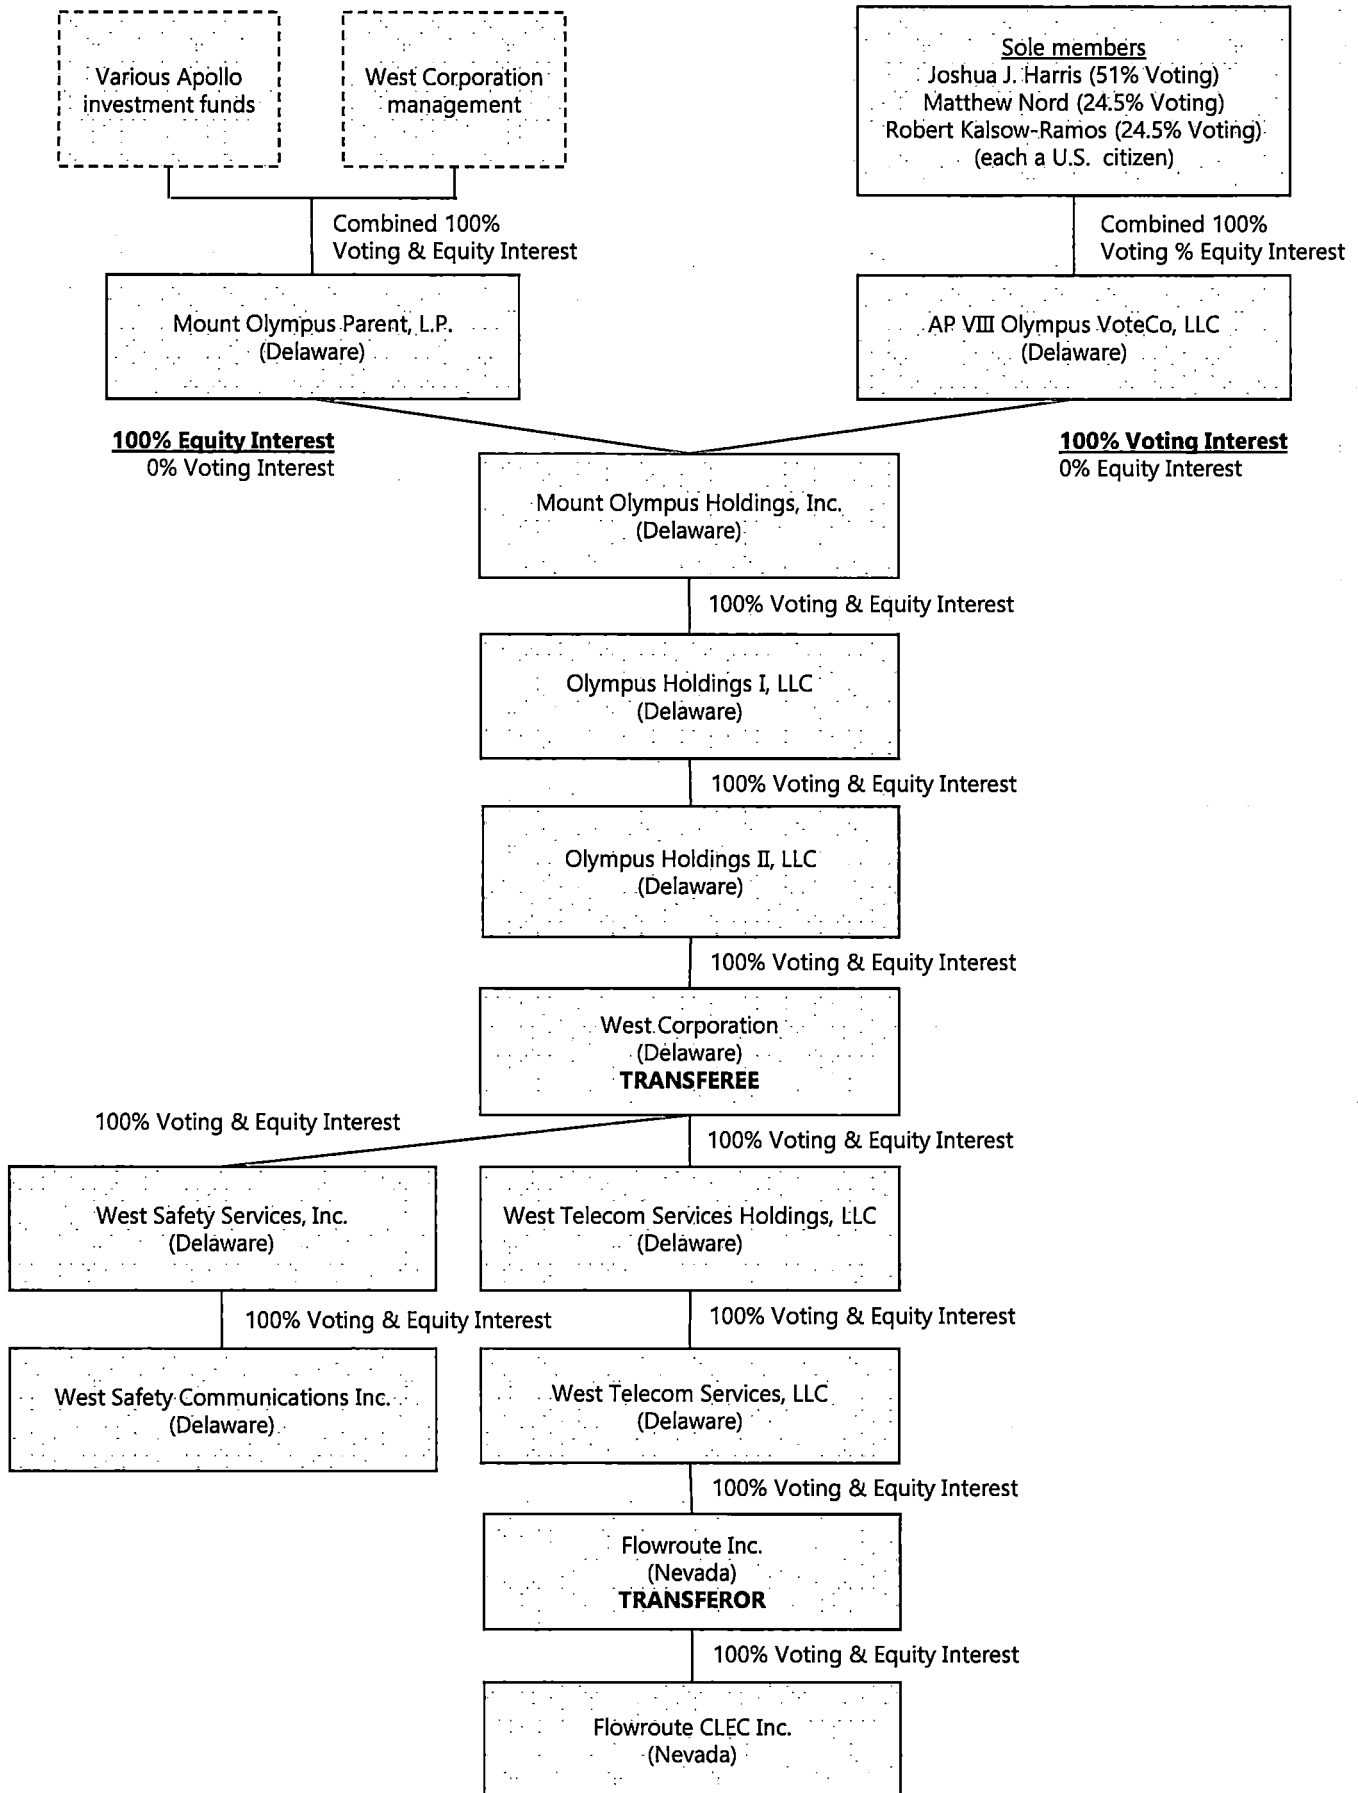 Various Apollo
investment funds
West Corporation
management
Sole members
Joshua J. Harris (51% Voting)
Matthew Nord (24.5% Voting)
Robert Kalsow-Ramos (24.5% Voting)
(each a U.S. citizen)
Combined 100%
Voting & Equity Interest
Combined 100%
Voting % Equity Interest
Mount Olympus Parent, L.P.
(Delaware)
AP VIII Olympus VoteCo, LLC
(Delaware)
100% Equity Interest
0% Voting Interest
100% Voting Interest
0% Equity Interest
Mount Olympus Holdings, Inc.
(Delaware)
100% Voting & Equity Interest
Olympus Holdings I, LLC
(Delaware)
100% Voting & Equity Interest
Olympus Holdings II, LLC
(Delaware)
100% Voting & Equity Interest
West Corporation
(Delaware)
TRANSFEREE
100% Voting & Equity Interest
100% Voting & Equity Interest
West Safety Services, Inc.
(Delaware)
West Telecom Services Holdings, LLC
(Delaware)
100% Voting & Equity Interest
100% Voting & Equity Interest
West Safety Communications Inc.
(Delaware)
West Telecom Services, LLC
(Delaware)
100% Voting & Equity Interest
Flowroute Inc.
(Nevada)
TRANSFEROR
100% Voting & Equity Interest
Flowroute CLEC Inc.
(Nevada)